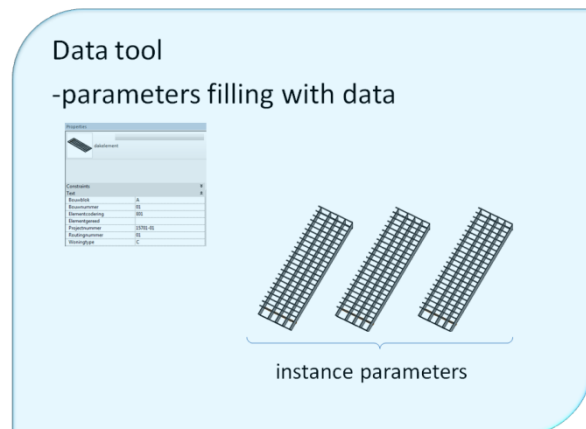 Data tool
-parameters filling with data
Properties
dataelement
Constraints
Text
Bouwblok A
Bouwnummer 01
Elementcodering 001
Elementgereed
Projectnummer 15701-01
Routingnummer 01
Woningtype C
instance parameters